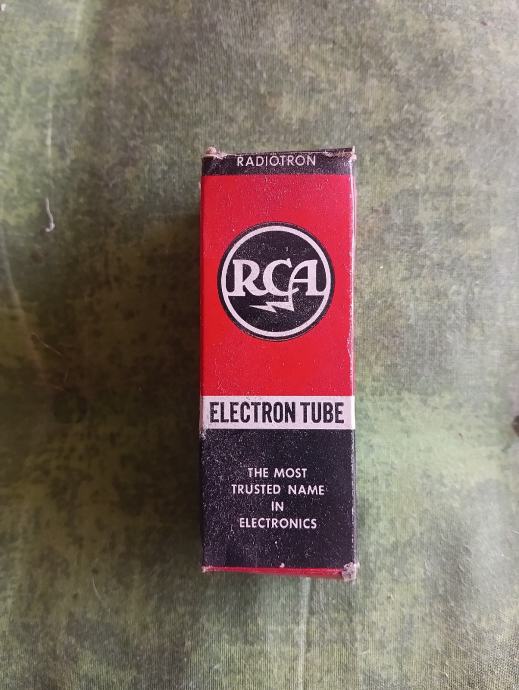 RADIOTRON
RCA
ELECTRON TUBE
THE MOST
TRUSTED NAME
IN
ELECTRONICS